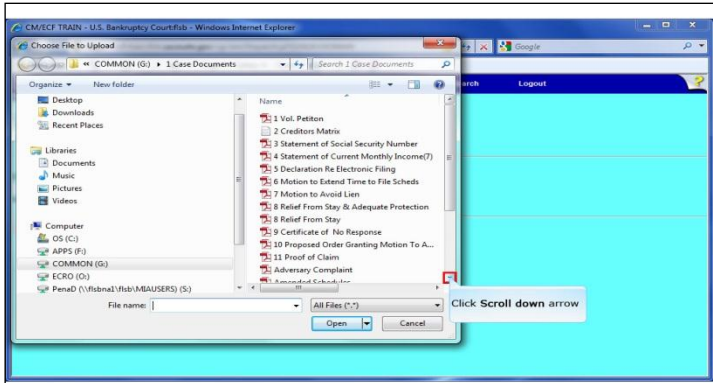 CM/ECF TRAIN - U.S. Bankruptcy Court:flsb - Windows Internet Explorer
Choose File to Upload
Google
« COMMON (G:) ▸ 1 Case Documents
Search 1 Case Documents
Organize
New folder
Logout
Desktop
Downloads
Recent Places
Libraries
Documents
Music
Pictures
Videos
Computer
OS (C:)
APPS (F:)
COMMON (G:)
ECRO (O:)
PenaD (\\flsbna1\flsb\MIAUSERS) (S:)
Name
1 Vol. Petiton
2 Creditors Matrix
3 Statement of Social Security Number
4 Statement of Current Monthly Income(7)
5 Declaration Re Electronic Filing
6 Motion to Extend Time to File Scheds
7 Motion to Avoid Lien
8 Relief From Stay & Adequate Protection
8 Relief From Stay
9 Certificate of No Response
10 Proposed Order Granting Motion To A...
11 Proof of Claim
Adversary Complaint
Amended Schedules
Click Scroll down arrow
File name:
All Files (*.*)
Open
Cancel